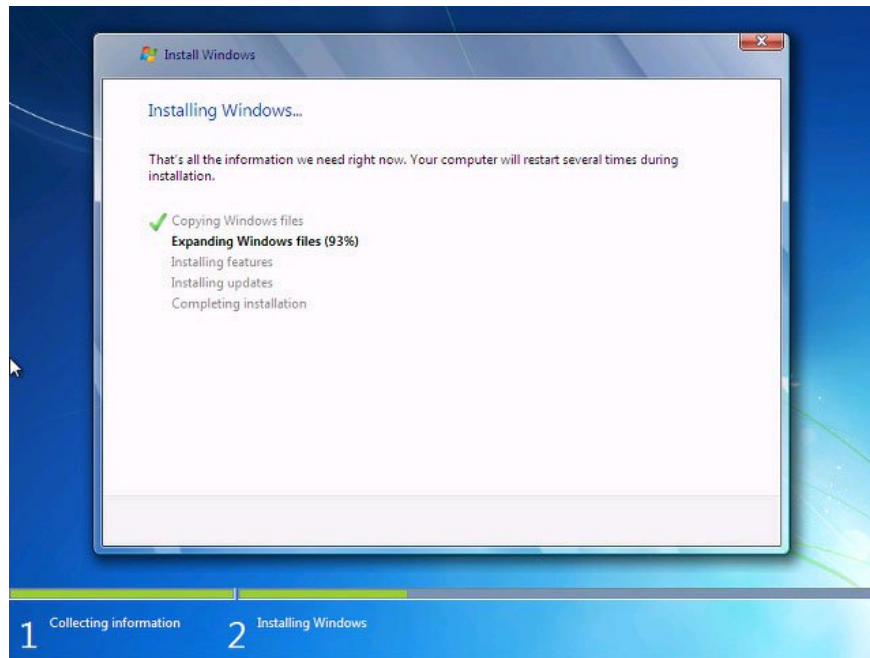 Install Windows
Installing Windows...
That's all the information we need right now. Your computer will restart several times during
installation.
Copying Windows files
Expanding Windows files (93%)
Installing features
Installing updates
Completing installation
1 Collecting information
2 Installing Windows